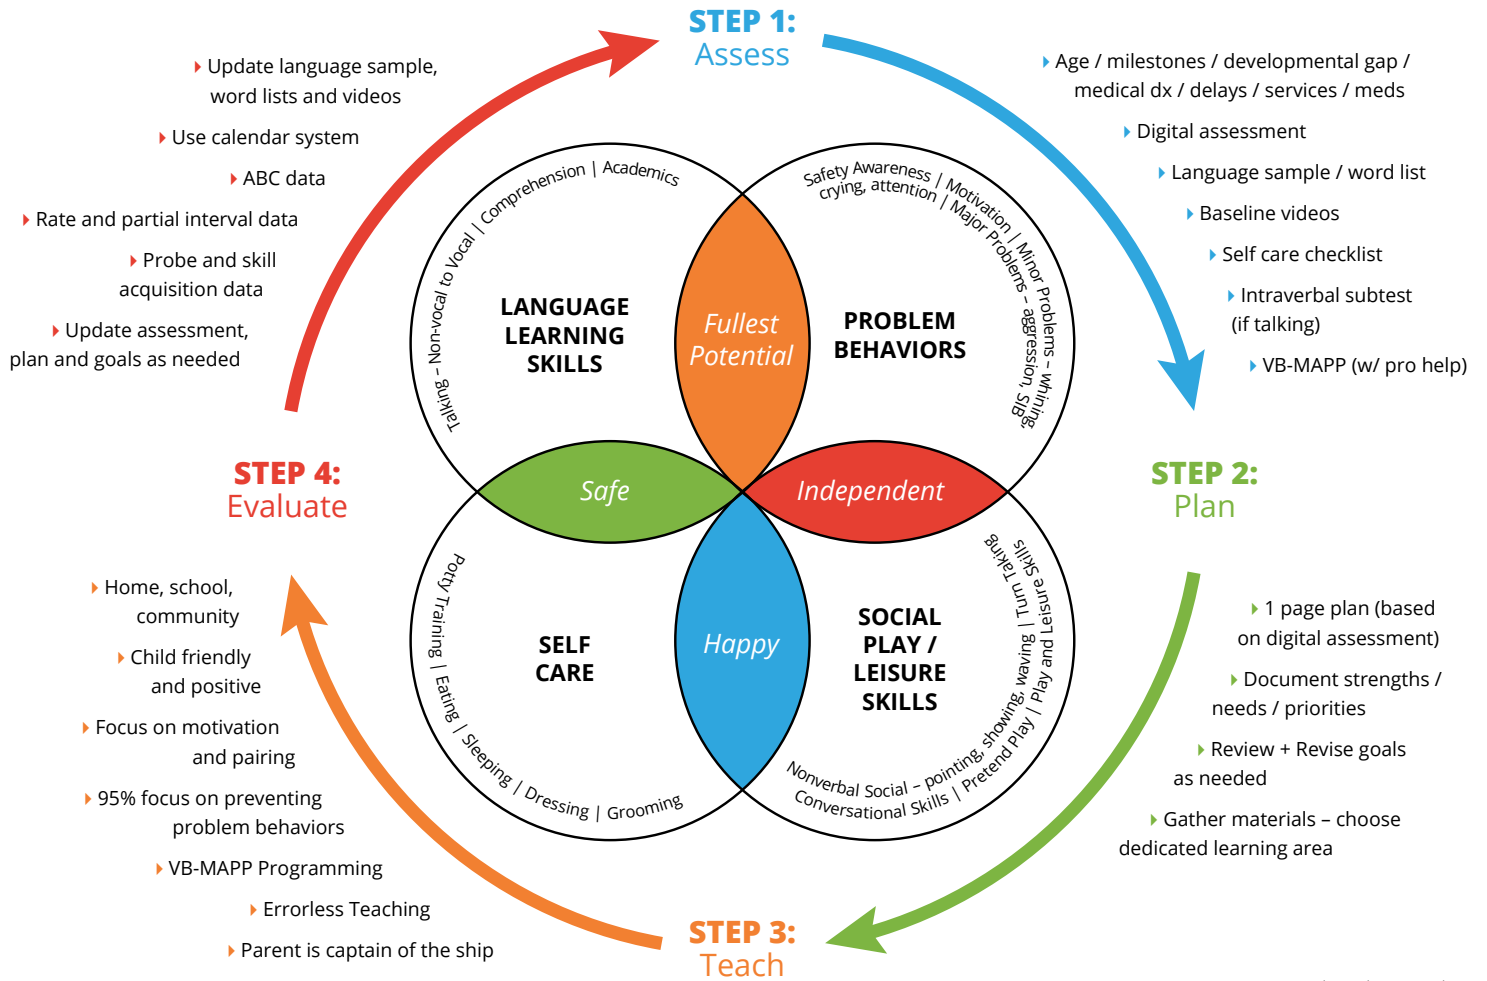 STEP 1:
Assess
Age / milestones / developmental gap /
medical dx / delays / services / meds
Digital assessment
Language sample / word list
Baseline videos
Self care checklist
Intraverbal subtest
(if talking)
VB-MAPP (w/ pro help)
STEP 2:
Plan
1 page plan (based
on digital assessment)
Document strengths /
needs / priorities
Review + Revise goals
as needed
Gather materials – choose
dedicated learning area
STEP 3:
Teach
Home, school,
community
Child friendly
and positive
Focus on motivation
and pairing
95% focus on preventing
problem behaviors
VB-MAPP Programming
Errorless Teaching
Parent is captain of the ship
STEP 4:
Evaluate
Update language sample,
word lists and videos
Use calendar system
ABC data
Rate and partial interval data
Probe and skill
acquisition data
Update assessment,
plan and goals as needed
Talking – Non-vocal to Vocal | Comprehension | Academics
LANGUAGE
LEARNING
SKILLS
Fullest
Potential
Safety Awareness | Motivation | Minor Problems – whining,
crying, attention | Major Problems – aggression, SIB
PROBLEM
BEHAVIORS
Safe
Independent
Potty Training | Eating | Sleeping | Dressing | Grooming
SELF
CARE
Happy
SOCIAL
PLAY /
LEISURE
SKILLS
Nonverbal Social – pointing, showing, waving | Turn Taking
Conversational Skills | Pretend Play | Play and Leisure Skills